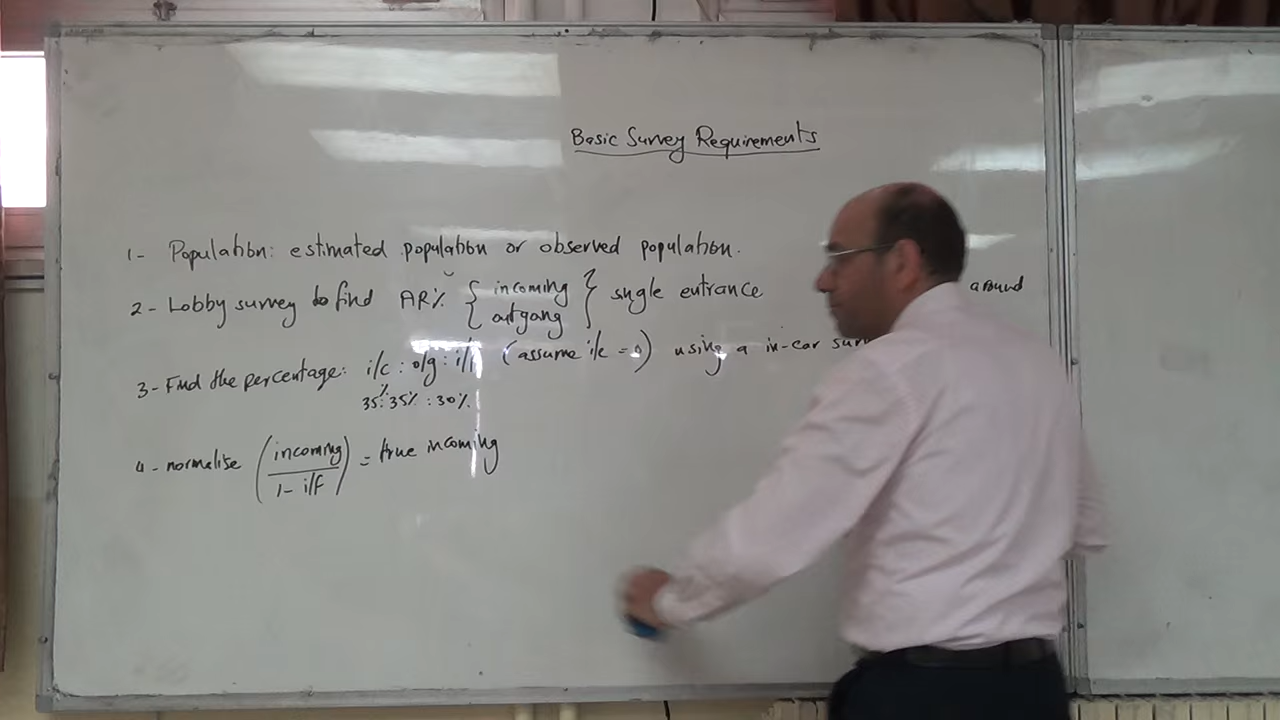 Basic Survey Requirements
1- Population: estimated population or observed population.
2- Lobby survey to find AR% { incoming } single entrance
outgoing
around
3- Find the percentage: i/c : o/g : i/f (assume i/c = 0) using a in-car
35% : 35% : 30%
4- normalise (incoming / 1 - i/f) = true incoming